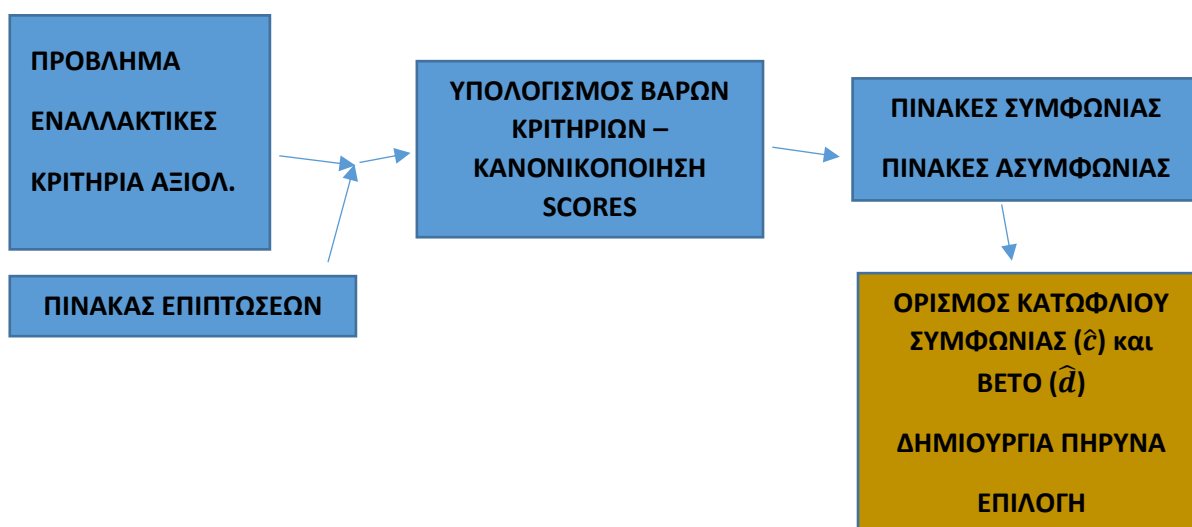 ΠΡΟΒΛΗΜΑ
ΕΝΑΛΛΑΚΤΙΚΕΣ
ΚΡΙΤΗΡΙΑ ΑΞΙΟΛ.
ΠΙΝΑΚΑΣ ΕΠΙΠΤΩΣΕΩΝ
ΥΠΟΛΟΓΙΣΜΟΣ ΒΑΡΩΝ
ΚΡΙΤΗΡΙΩΝ –
ΚΑΝΟΝΙΚΟΠΟΙΗΣΗ
SCORES
ΠΙΝΑΚΕΣ ΣΥΜΦΩΝΙΑΣ
ΠΙΝΑΚΕΣ ΑΣΥΜΦΩΝΙΑΣ
ΟΡΙΣΜΟΣ ΚΑΤΩΦΛΙΟΥ
ΣΥΜΦΩΝΙΑΣ (ĉ) και
ΒΕΤΟ (d̂)
ΔΗΜΙΟΥΡΓΙΑ ΠΗΡΥΝΑ
ΕΠΙΛΟΓΗ